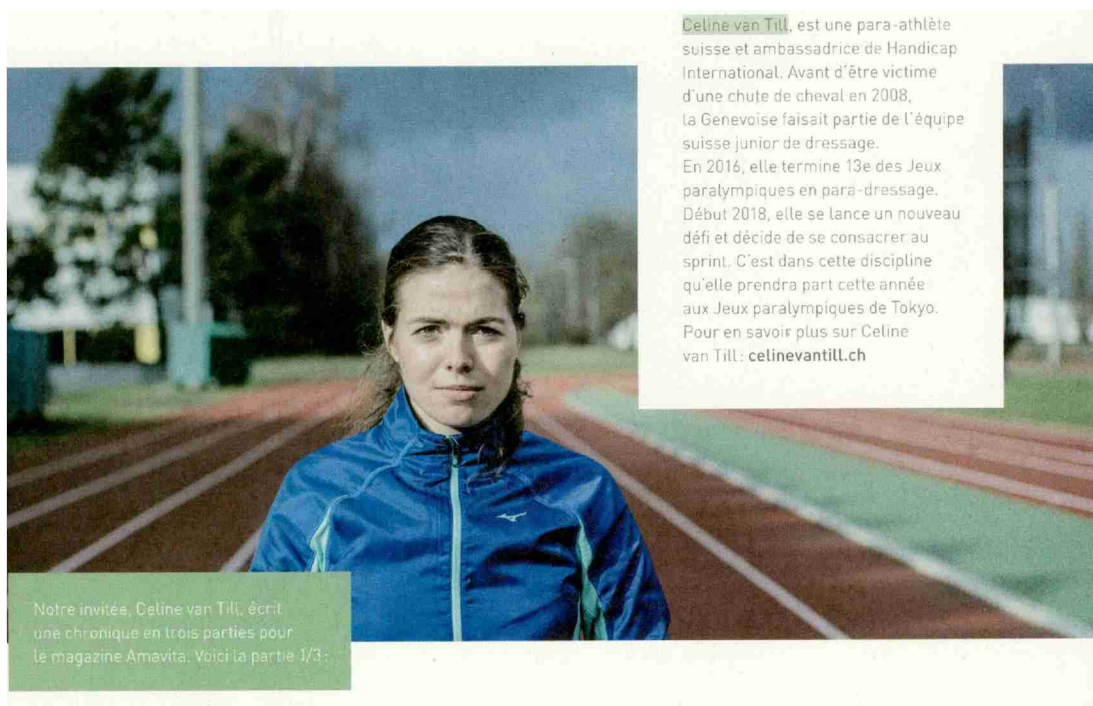 Celine van Till, est une para-athlète
suisse et ambassadrice de Handicap
International. Avant d'être victime
d'une chute de cheval en 2008,
la Genevoise faisait partie de l'équipe
suisse junior de dressage.
En 2016, elle termine 13e des Jeux
paralympiques en para-dressage.
Début 2018, elle se lance un nouveau
défi et décide de se consacrer au
sprint. C'est dans cette discipline
qu'elle prendra part cette année
aux Jeux paralympiques de Tokyo.
Pour en savoir plus sur Celine
van Till : celinevantill.ch
Notre invitée, Celine van Till, écrit
une chronique en trois parties pour
le magazine Amavita. Voici la partie 1/3 :